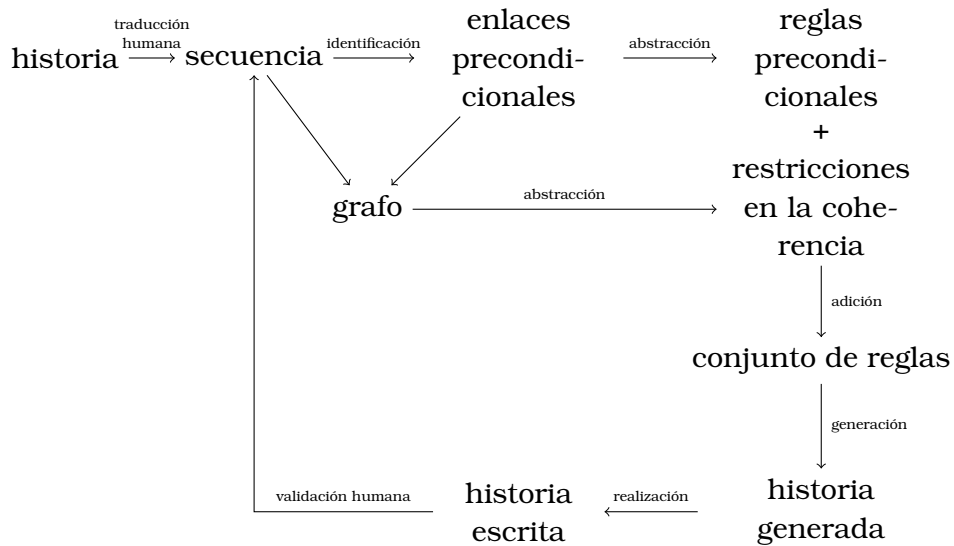 historia
traducción
humana
secuencia
identificación
enlaces
precondi-
cionales
abstracción
reglas
precondi-
cionales
+
restricciones
en la cohe-
rencia
grafo
abstracción
adición
conjunto de reglas
generación
historia
generada
realización
historia
escrita
validación humana